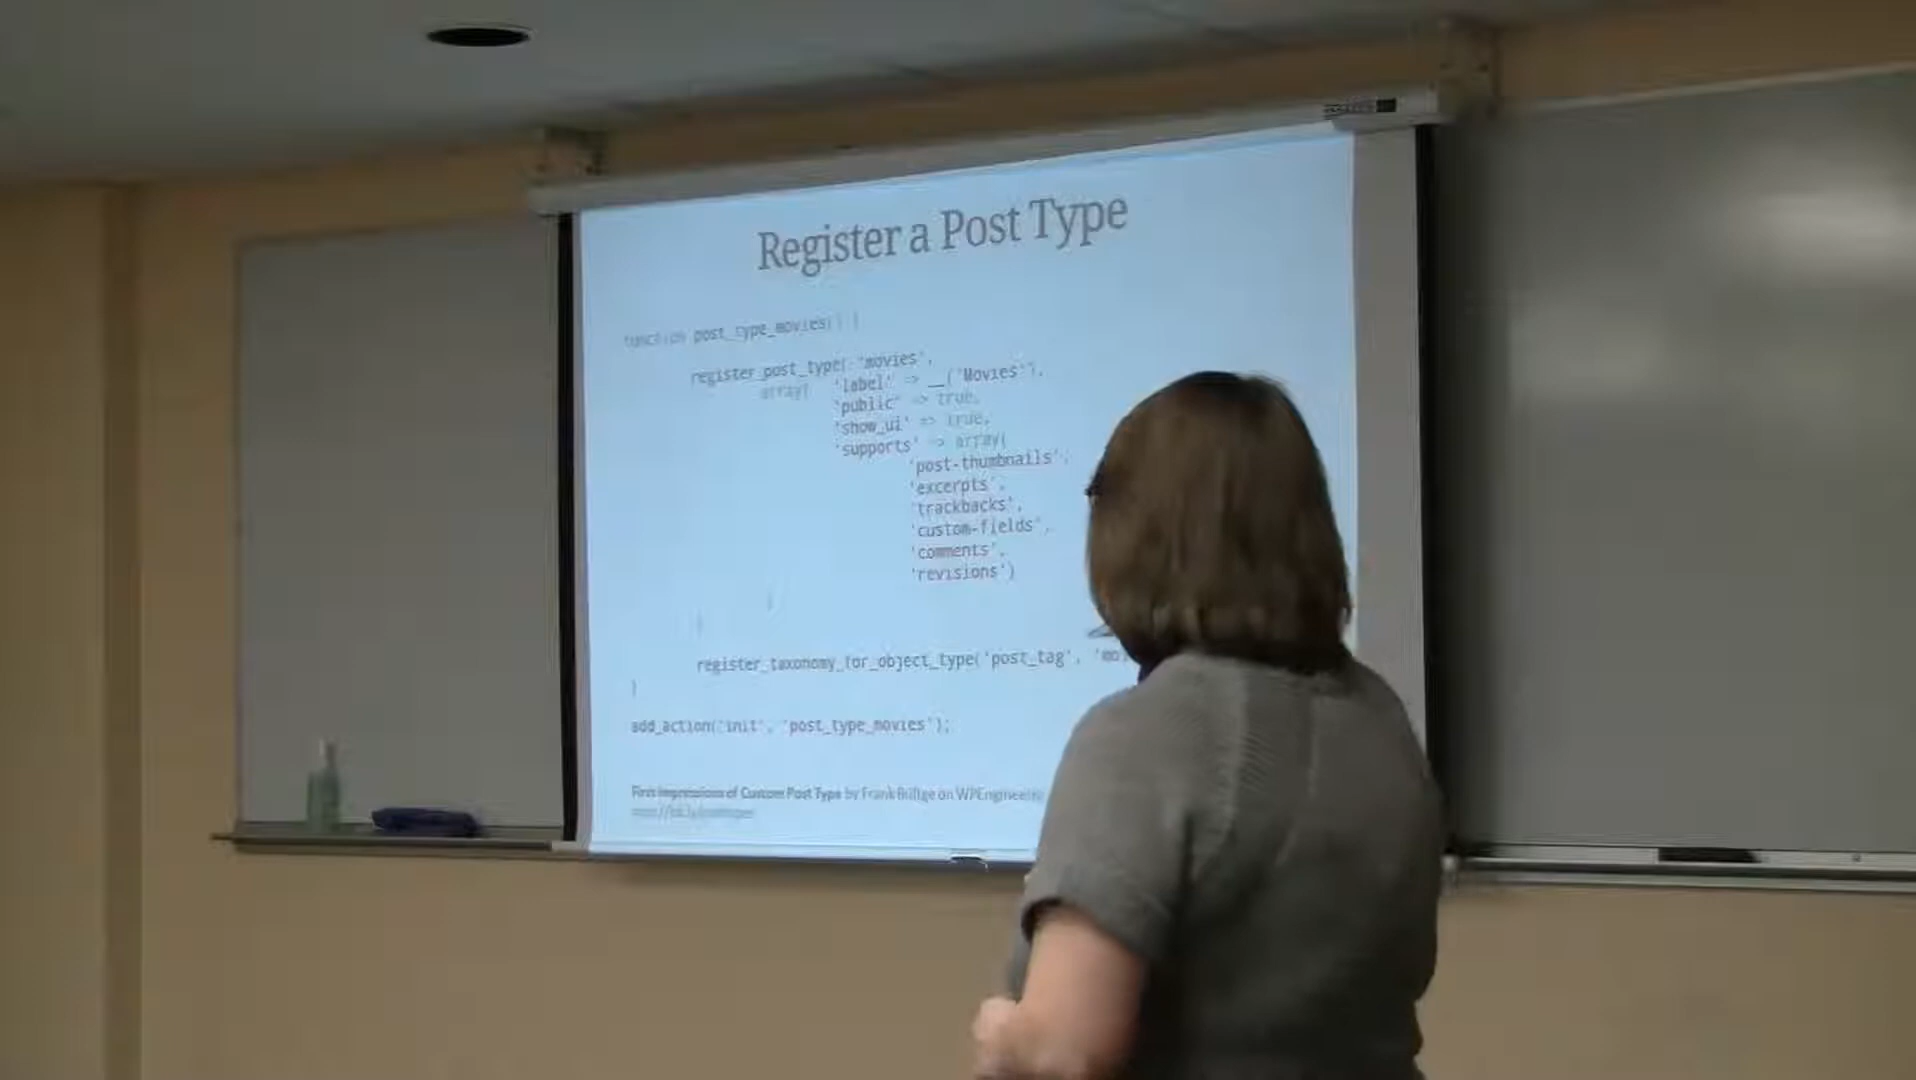 Register a Post Type
function post_type_movies() {
register_post_type( 'movies',
array( 'label' => __('Movies'),
'public' => true,
'show_ui' => true,
'supports' => array(
'post-thumbnails',
'excerpts',
'trackbacks',
'custom-fields',
'comments',
'revisions')
)
)
register_taxonomy_for_object_type('post_tag',
}
add_action('init', 'post_type_movies');
First Impressions of Custom Post Type by Frank on WPEngineer